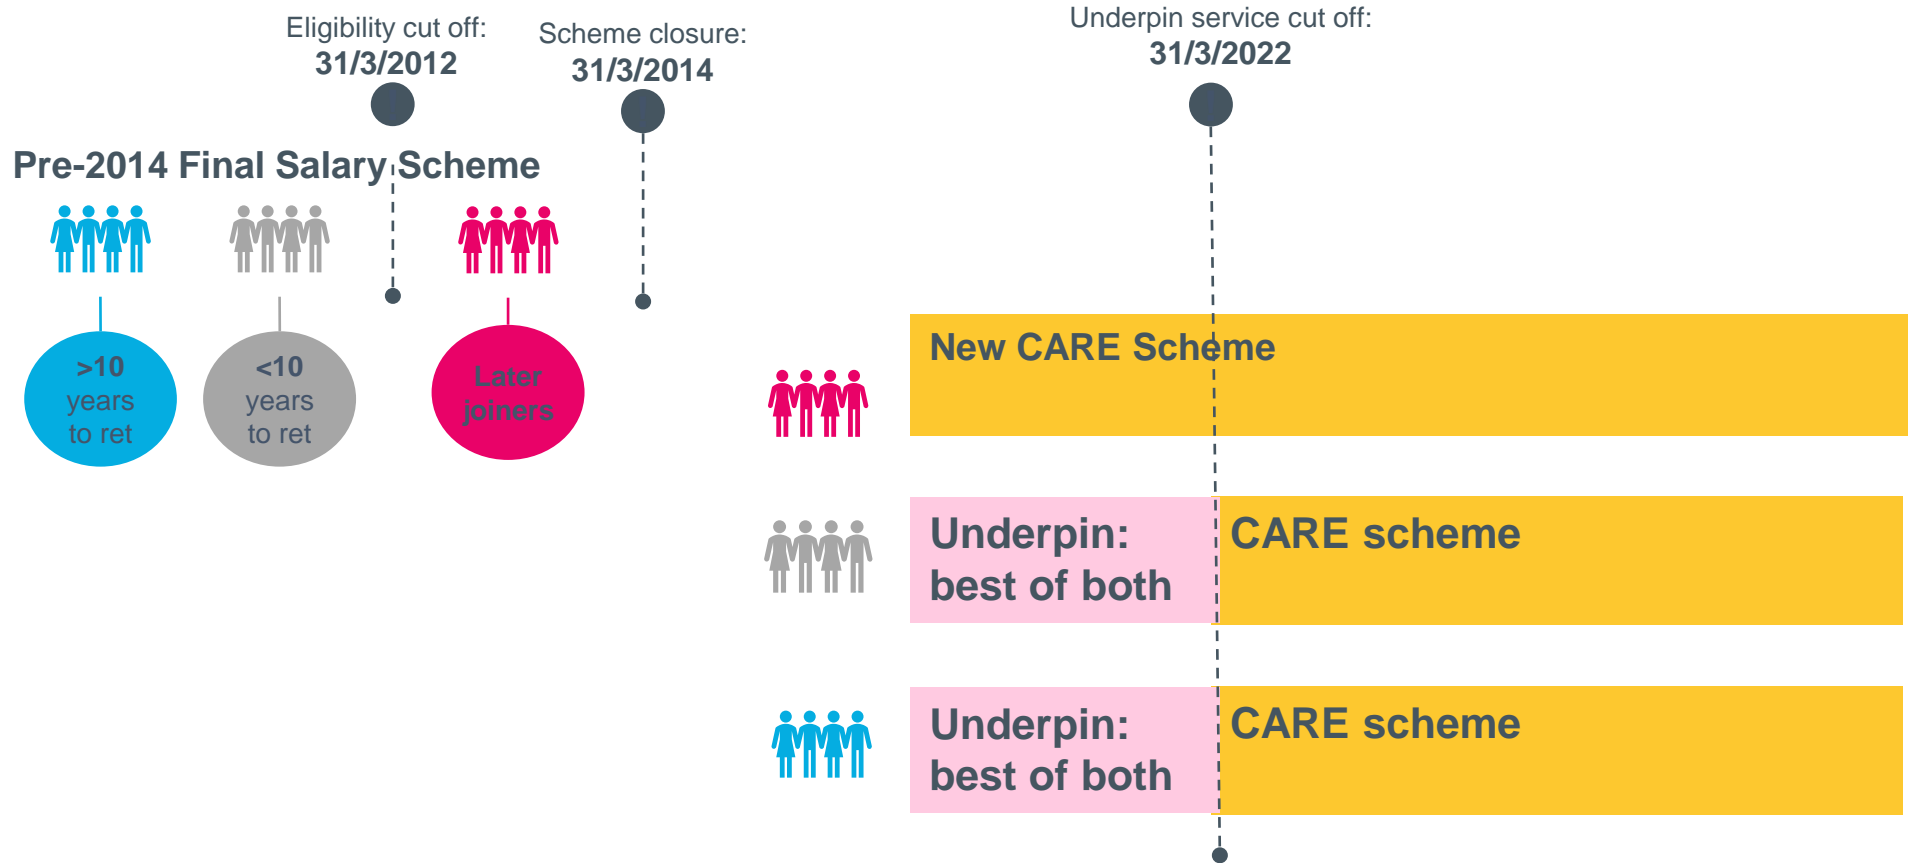 Eligibility cut off:
31/3/2012
Scheme closure:
31/3/2014
Underpin service cut off:
31/3/2022
Pre-2014 Final Salary Scheme
>10
years
to ret
<10
years
to ret
Later
joiners
New CARE Scheme
Underpin:
best of both
CARE scheme
Underpin:
best of both
CARE scheme